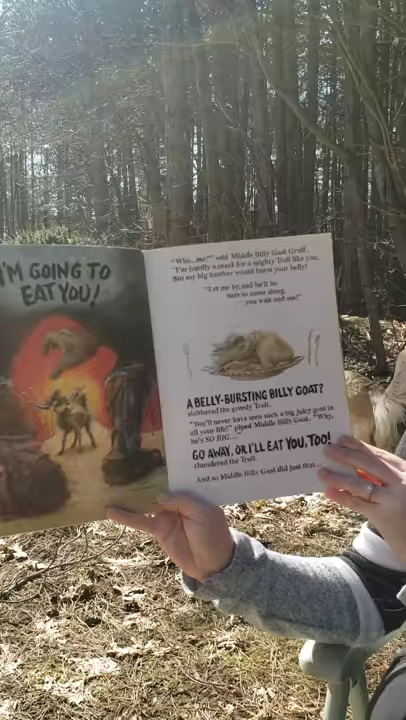 I'M GOING TO
EAT YOU!
"Who...me?" said Middle Billy Goat Gruff.
"I'm hardly a snack for a mighty Troll like you.
But my big brother would burst your belly!
"Let me by, and he'll be
sure to come along,
you wait and see!"
A BELLY-BURSTING BILLY GOAT?
slobbered the greedy Troll.
"You'll never have seen such a big juicy goat in
all your life!" piped Middle Billy Goat. "Why,
he's SO BIG..."
GO AWAY, OR I'LL EAT YOU, TOO!
thundered the Troll.
And so Middle Billy Goat did just that...